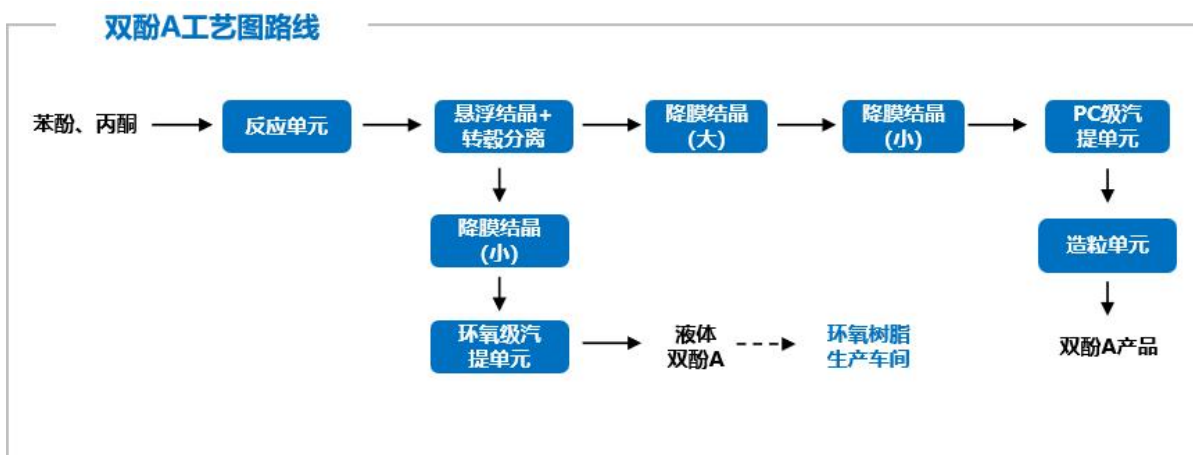 双酚A工艺图路线
苯酚、丙酮
反应单元
悬浮结晶+
转毂分离
降膜结晶
(大)
降膜结晶
(小)
PC级汽
提单元
降膜结晶
(小)
造粒单元
环氧级汽
提单元
液体
双酚A
环氧树脂
生产车间
双酚A产品